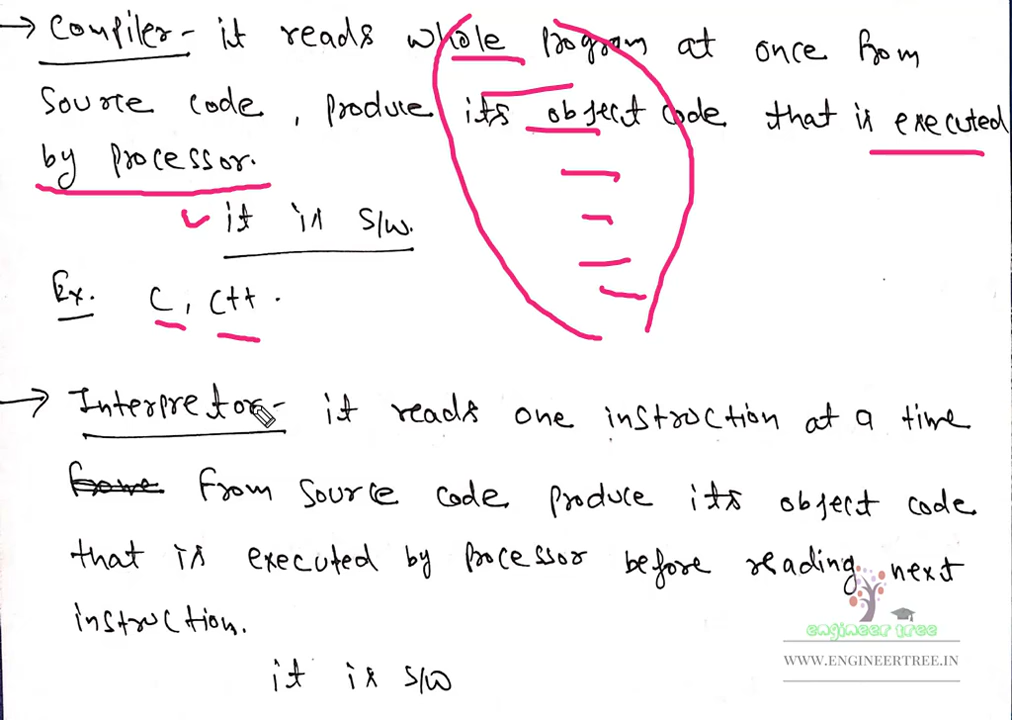 → Compiler - it reads whole program at once from
source code, produce its object code that is executed
by processor.
it is s/w.
Ex. C, C++.
→ Interpretor - it reads one instruction at a time
from source code produce its object code
that is executed by processor before reading next
instruction.
it is s/w
engineer tree
WWW.ENGINEERTREE.IN